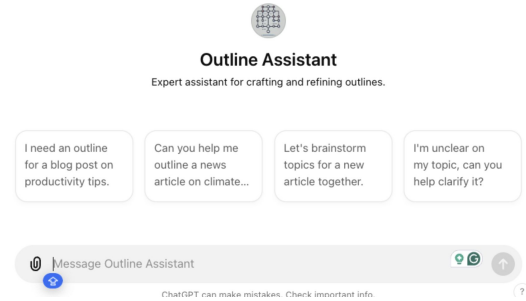 Outline Assistant
Expert assistant for crafting and refining outlines.
I need an outline
for a blog post on
productivity tips.
Can you help me
outline a news
article on climate...
Let's brainstorm
topics for a new
article together.
I'm unclear on
my topic, can you
help clarify it?
Message Outline Assistant
ChatGPT can make mistakes. Check important info.
?